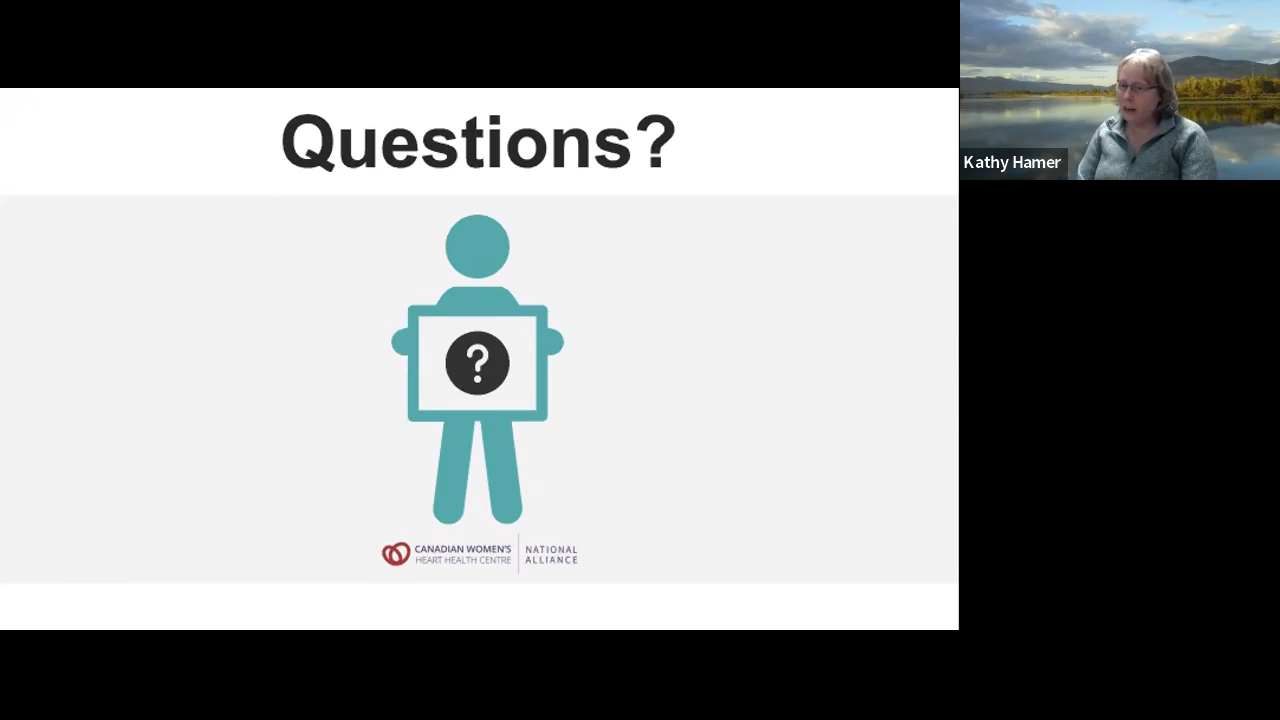 Questions?
Kathy Hamer
?
CANADIAN WOMEN'S
HEART HEALTH CENTRE
NATIONAL
ALLIANCE